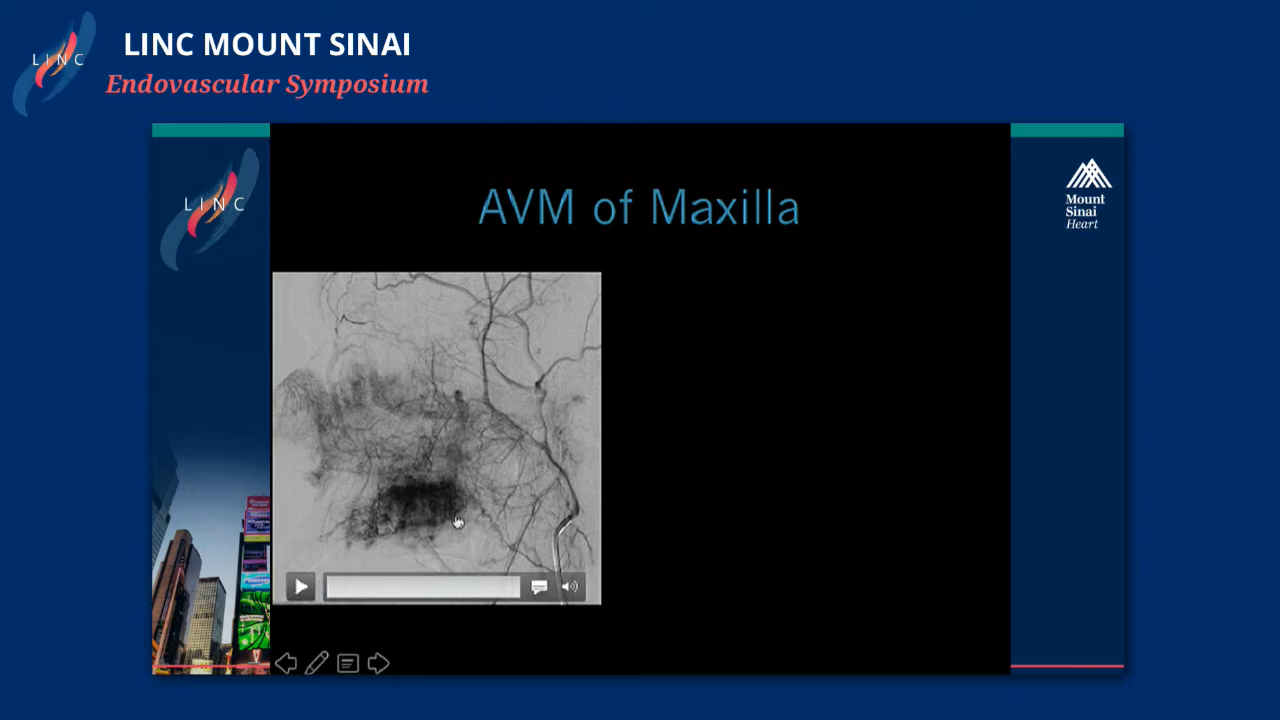 LINC
LINC MOUNT SINAI
Endovascular Symposium
LINC
AVM of Maxilla
Mount
Sinai
Heart